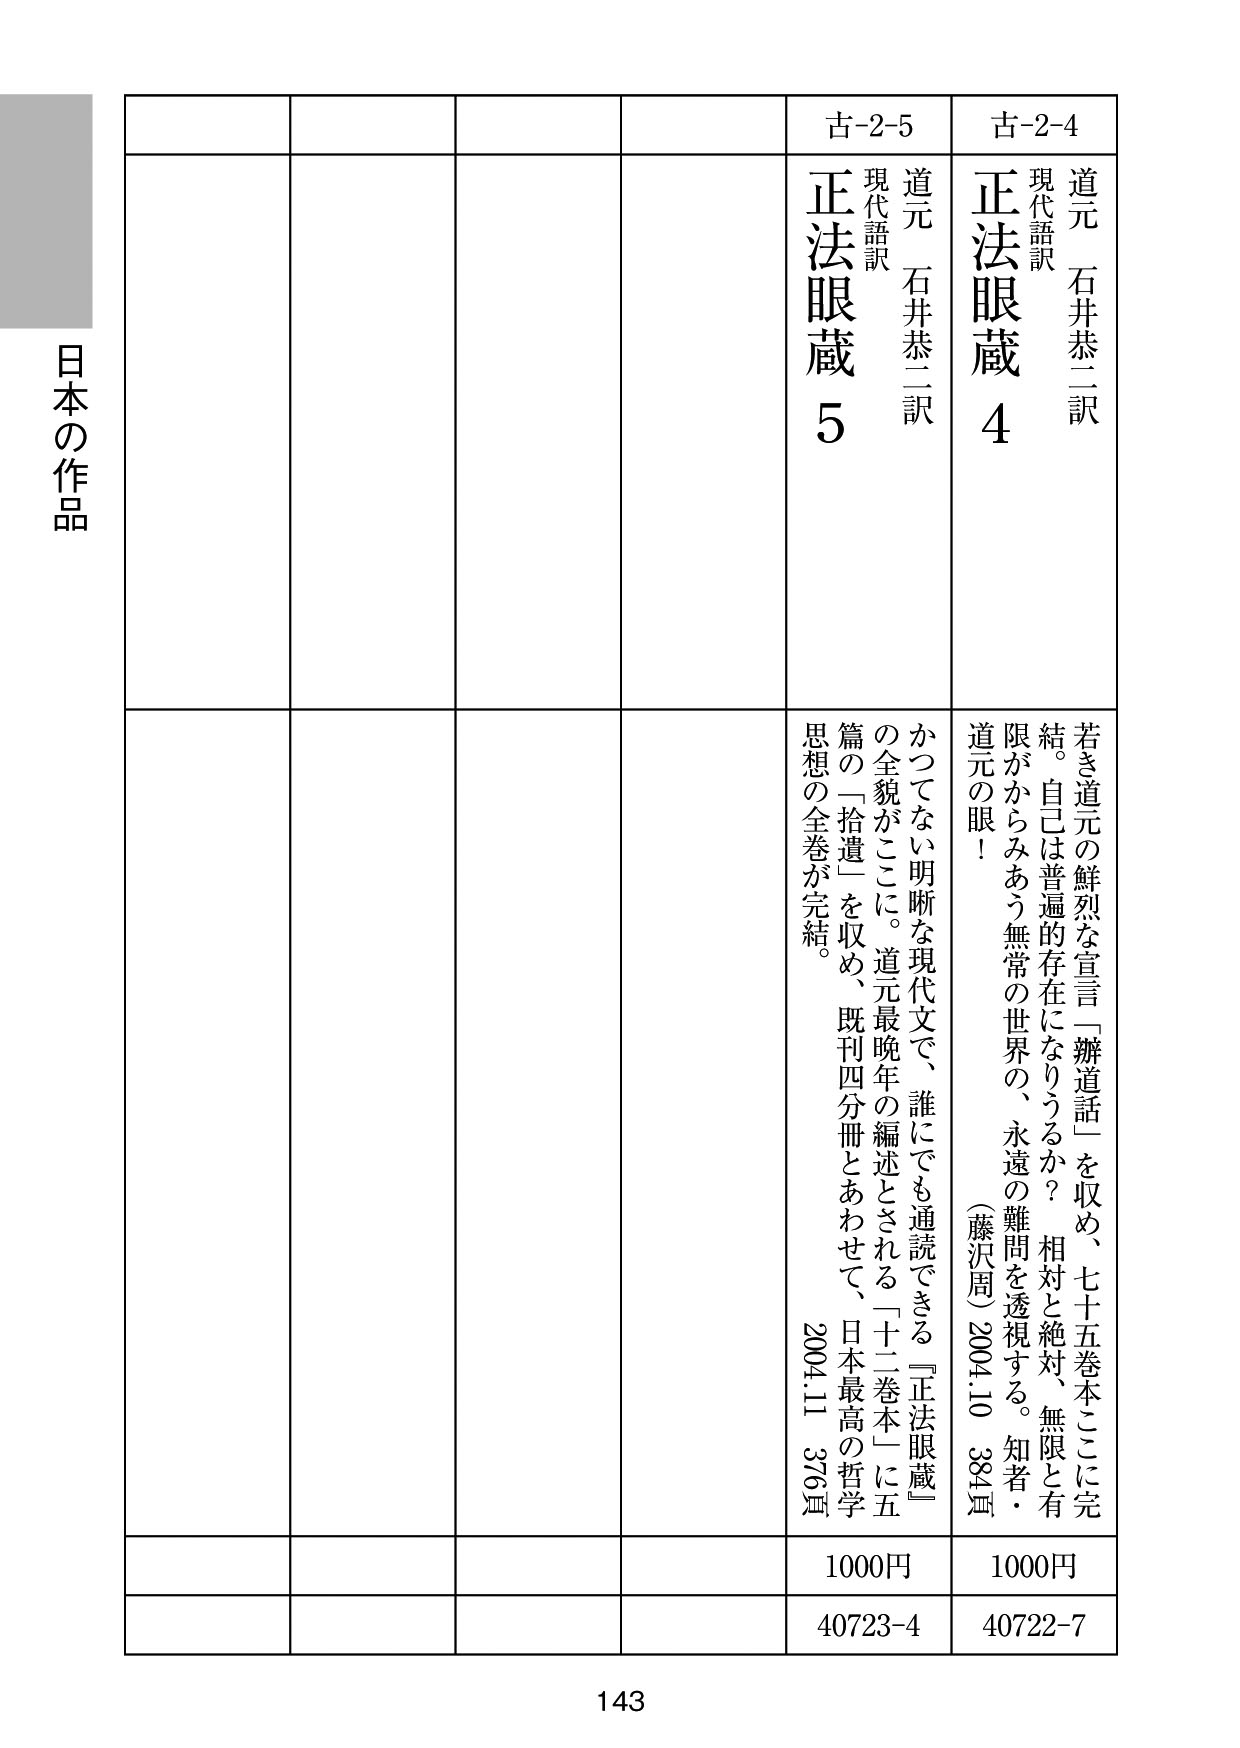 日本の作品
古-2-4
道元　石井恭二訳
現代語訳
正法眼蔵　4
若き道元の鮮烈な宣言「辦道話」を収め、七十五巻本ここに完
結。自己は普遍的存在になりうるか？　相対と絶対、無限と有
限がからみあう無常の世界の、永遠の難問を透視する。知者・
道元の眼！
（藤沢周）2004.10　384頁
1000円
40722-7
古-2-5
道元　石井恭二訳
現代語訳
正法眼蔵　5
かつてない明晰な現代文で、誰にでも通読できる『正法眼蔵』
の全貌がここに。道元最晩年の編述とされる「十二巻本」に五
篇の「拾遺」を収め、既刊四分冊とあわせて、日本最高の哲学
思想の全巻が完結。
2004.11　376頁
1000円
40723-4
143